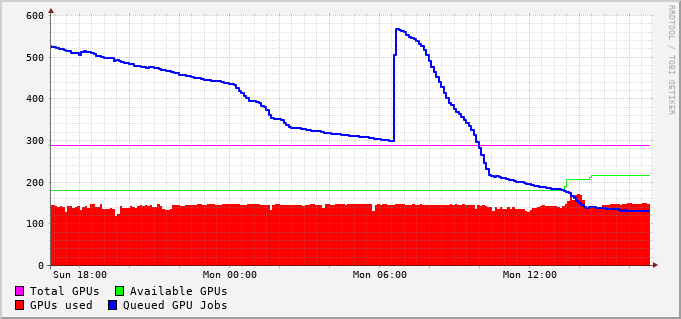 600
500
400
300
200
100
0
Sun 18:00 Mon 00:00 Mon 06:00 Mon 12:00
Total GPUs Available GPUs
GPUs used Queued GPU Jobs
RRDTOOL / TOBI OETIKER